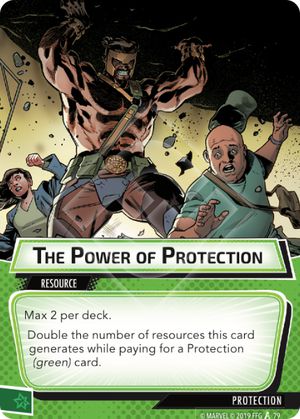 The Power of Protection
RESOURCE
Max 2 per deck.
Double the number of resources this card
generates while paying for a Protection
(green) card.
PROTECTION
© MARVEL © 2019 FFG A 79